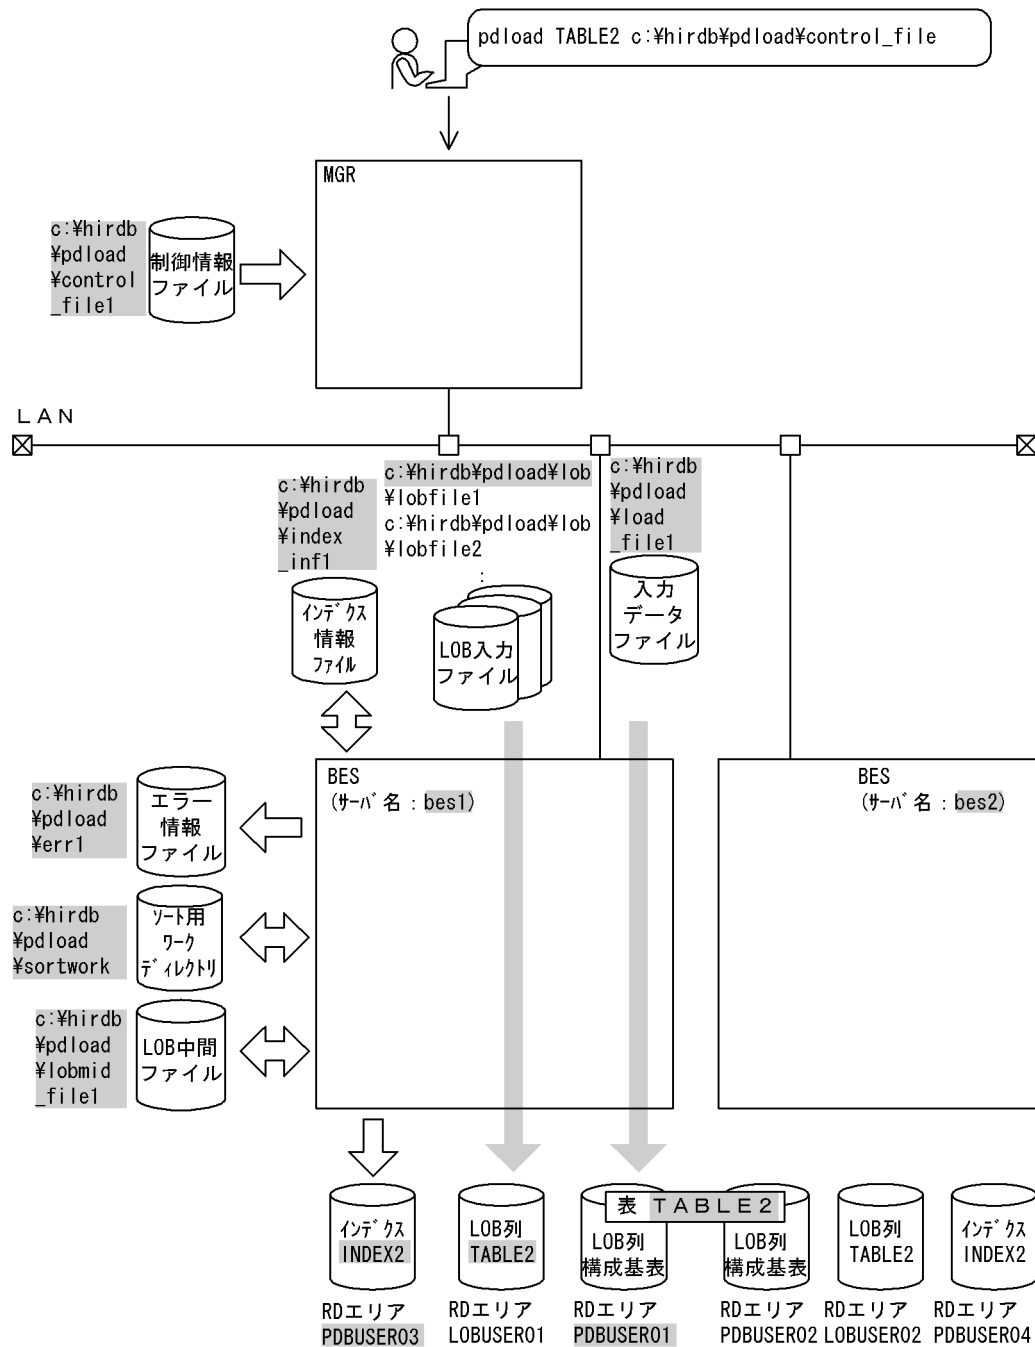 pdload TABLE2 c:¥hirdb¥pdload¥control_file
MGR
c:¥hirdb
¥pdload
¥control
_file1
制御情報
ファイル
LAN
c:¥hirdb
¥pdload
¥index
_inf1
c:¥hirdb¥pdload¥lob
¥lobfile1
c:¥hirdb¥pdload¥lob
¥lobfile2
:
c:¥hirdb
¥pdload
¥load
_file1
インデクス
情報
ファイル
LOB入力
ファイル
入力
データ
ファイル
BES
(サーバ名:bes1)
BES
(サーバ名:bes2)
c:¥hirdb
¥pdload
¥err1
エラー
情報
ファイル
c:¥hirdb
¥pdload
¥sortwork
ソート用
ワーク
ディレクトリ
c:¥hirdb
¥pdload
¥lobmid
_file1
LOB中間
ファイル
表 TABLE2
インデクス
INDEX2
LOB列
TABLE2
LOB列
構成基表
LOB列
構成基表
LOB列
TABLE2
インデクス
INDEX2
RDエリア
PDBUSER03
RDエリア
LOBUSER01
RDエリア
PDBUSER01
RDエリア
PDBUSER02
RDエリア
LOBUSER02
RDエリア
PDBUSER04